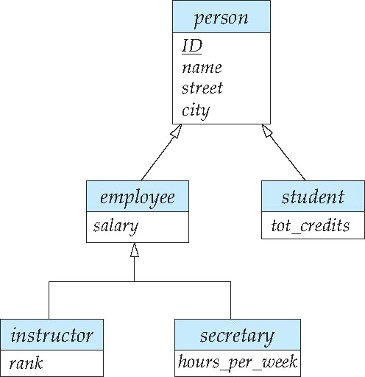 person
ID
name
street
city
employee
salary
student
tot_credits
instructor
rank
secretary
hours_per_week